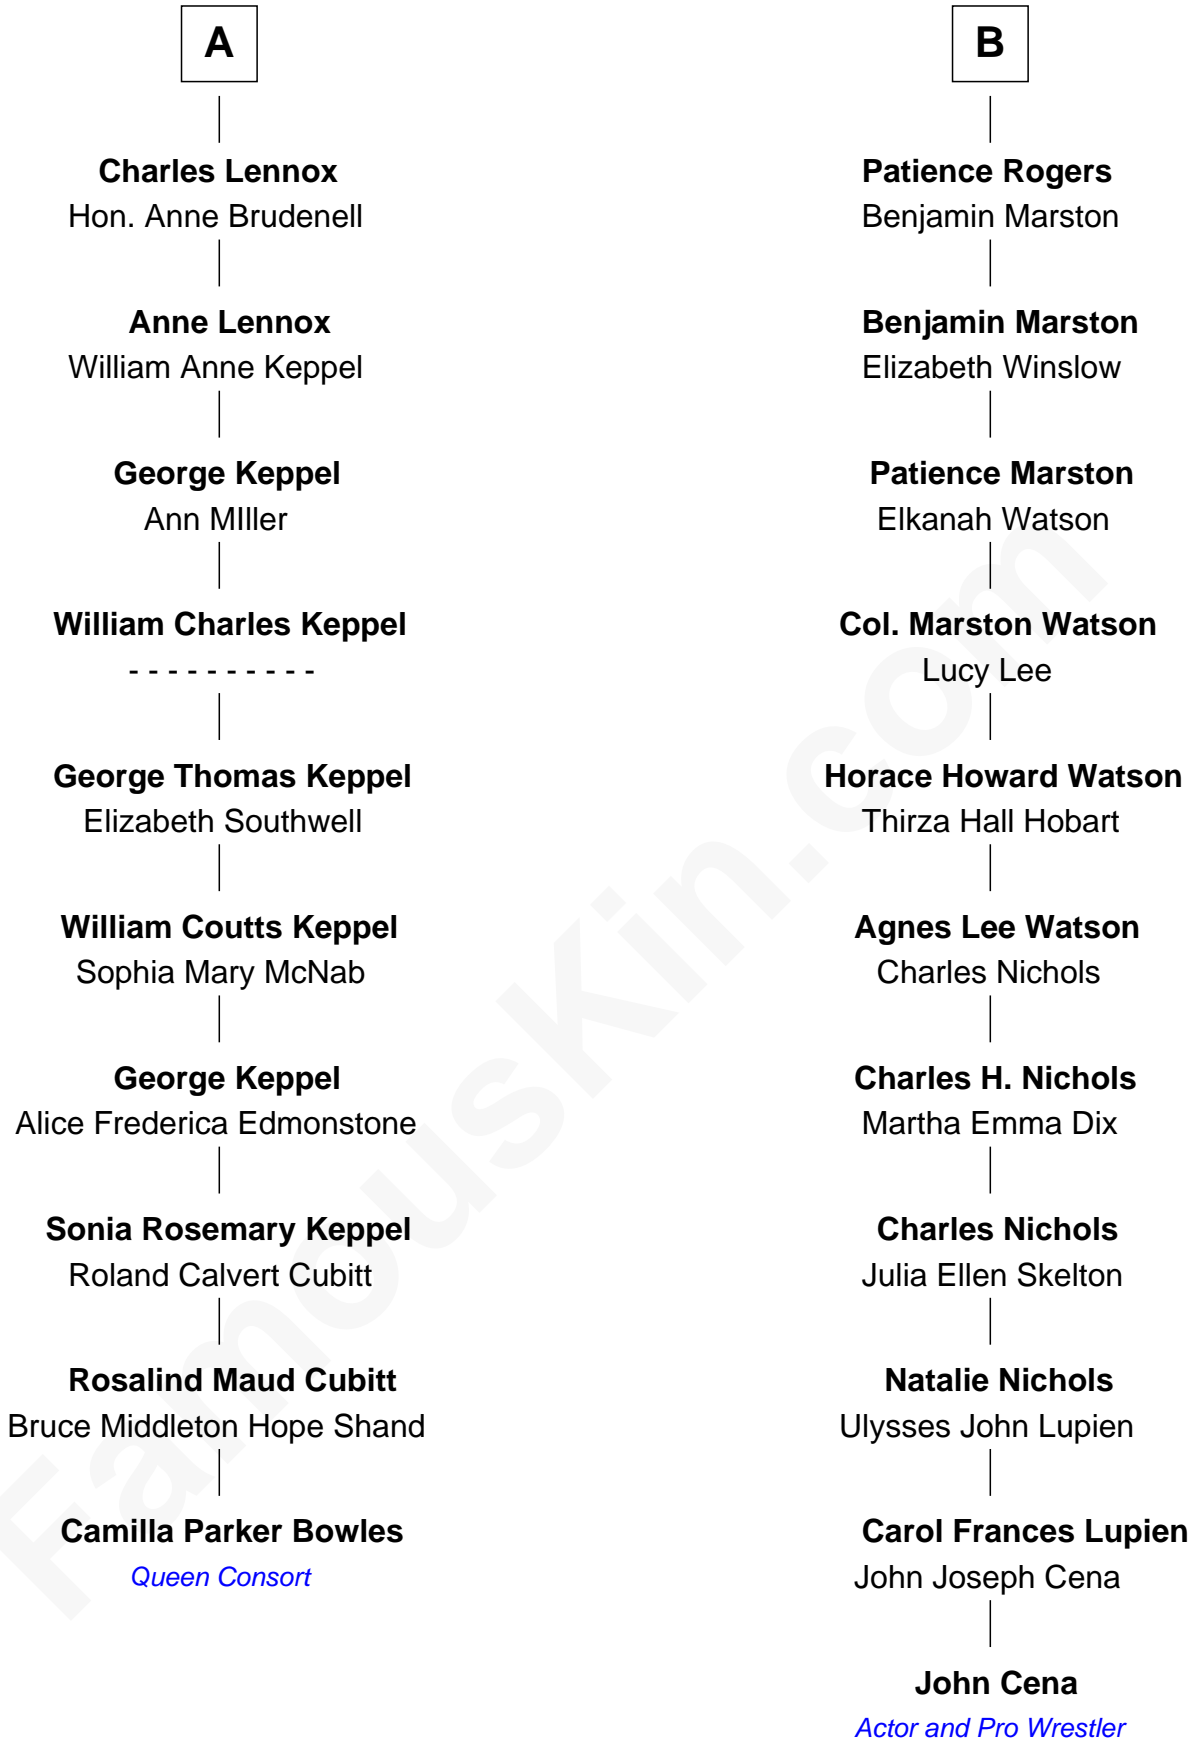 A
Charles Lennox
Hon. Anne Brudenell
Anne Lennox
William Anne Keppel
George Keppel
Ann MIller
William Charles Keppel
- - - - - - - - - -
George Thomas Keppel
Elizabeth Southwell
William Coutts Keppel
Sophia Mary McNab
George Keppel
Alice Frederica Edmonstone
Sonia Rosemary Keppel
Roland Calvert Cubitt
Rosalind Maud Cubitt
Bruce Middleton Hope Shand
Camilla Parker Bowles
Queen Consort
B
Patience Rogers
Benjamin Marston
Benjamin Marston
Elizabeth Winslow
Patience Marston
Elkanah Watson
Col. Marston Watson
Lucy Lee
Horace Howard Watson
Thirza Hall Hobart
Agnes Lee Watson
Charles Nichols
Charles H. Nichols
Martha Emma Dix
Charles Nichols
Julia Ellen Skelton
Natalie Nichols
Ulysses John Lupien
Carol Frances Lupien
John Joseph Cena
John Cena
Actor and Pro Wrestler
FamousKin.com